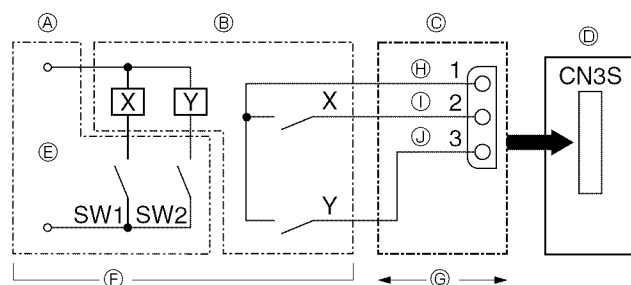 Ⓐ Ⓑ Ⓒ Ⓓ
CN3S
Ⓗ 1
X Y X Ⓘ 2
Ⓔ Ⓙ 3
SW1 SW2 Y
Ⓕ Ⓖ